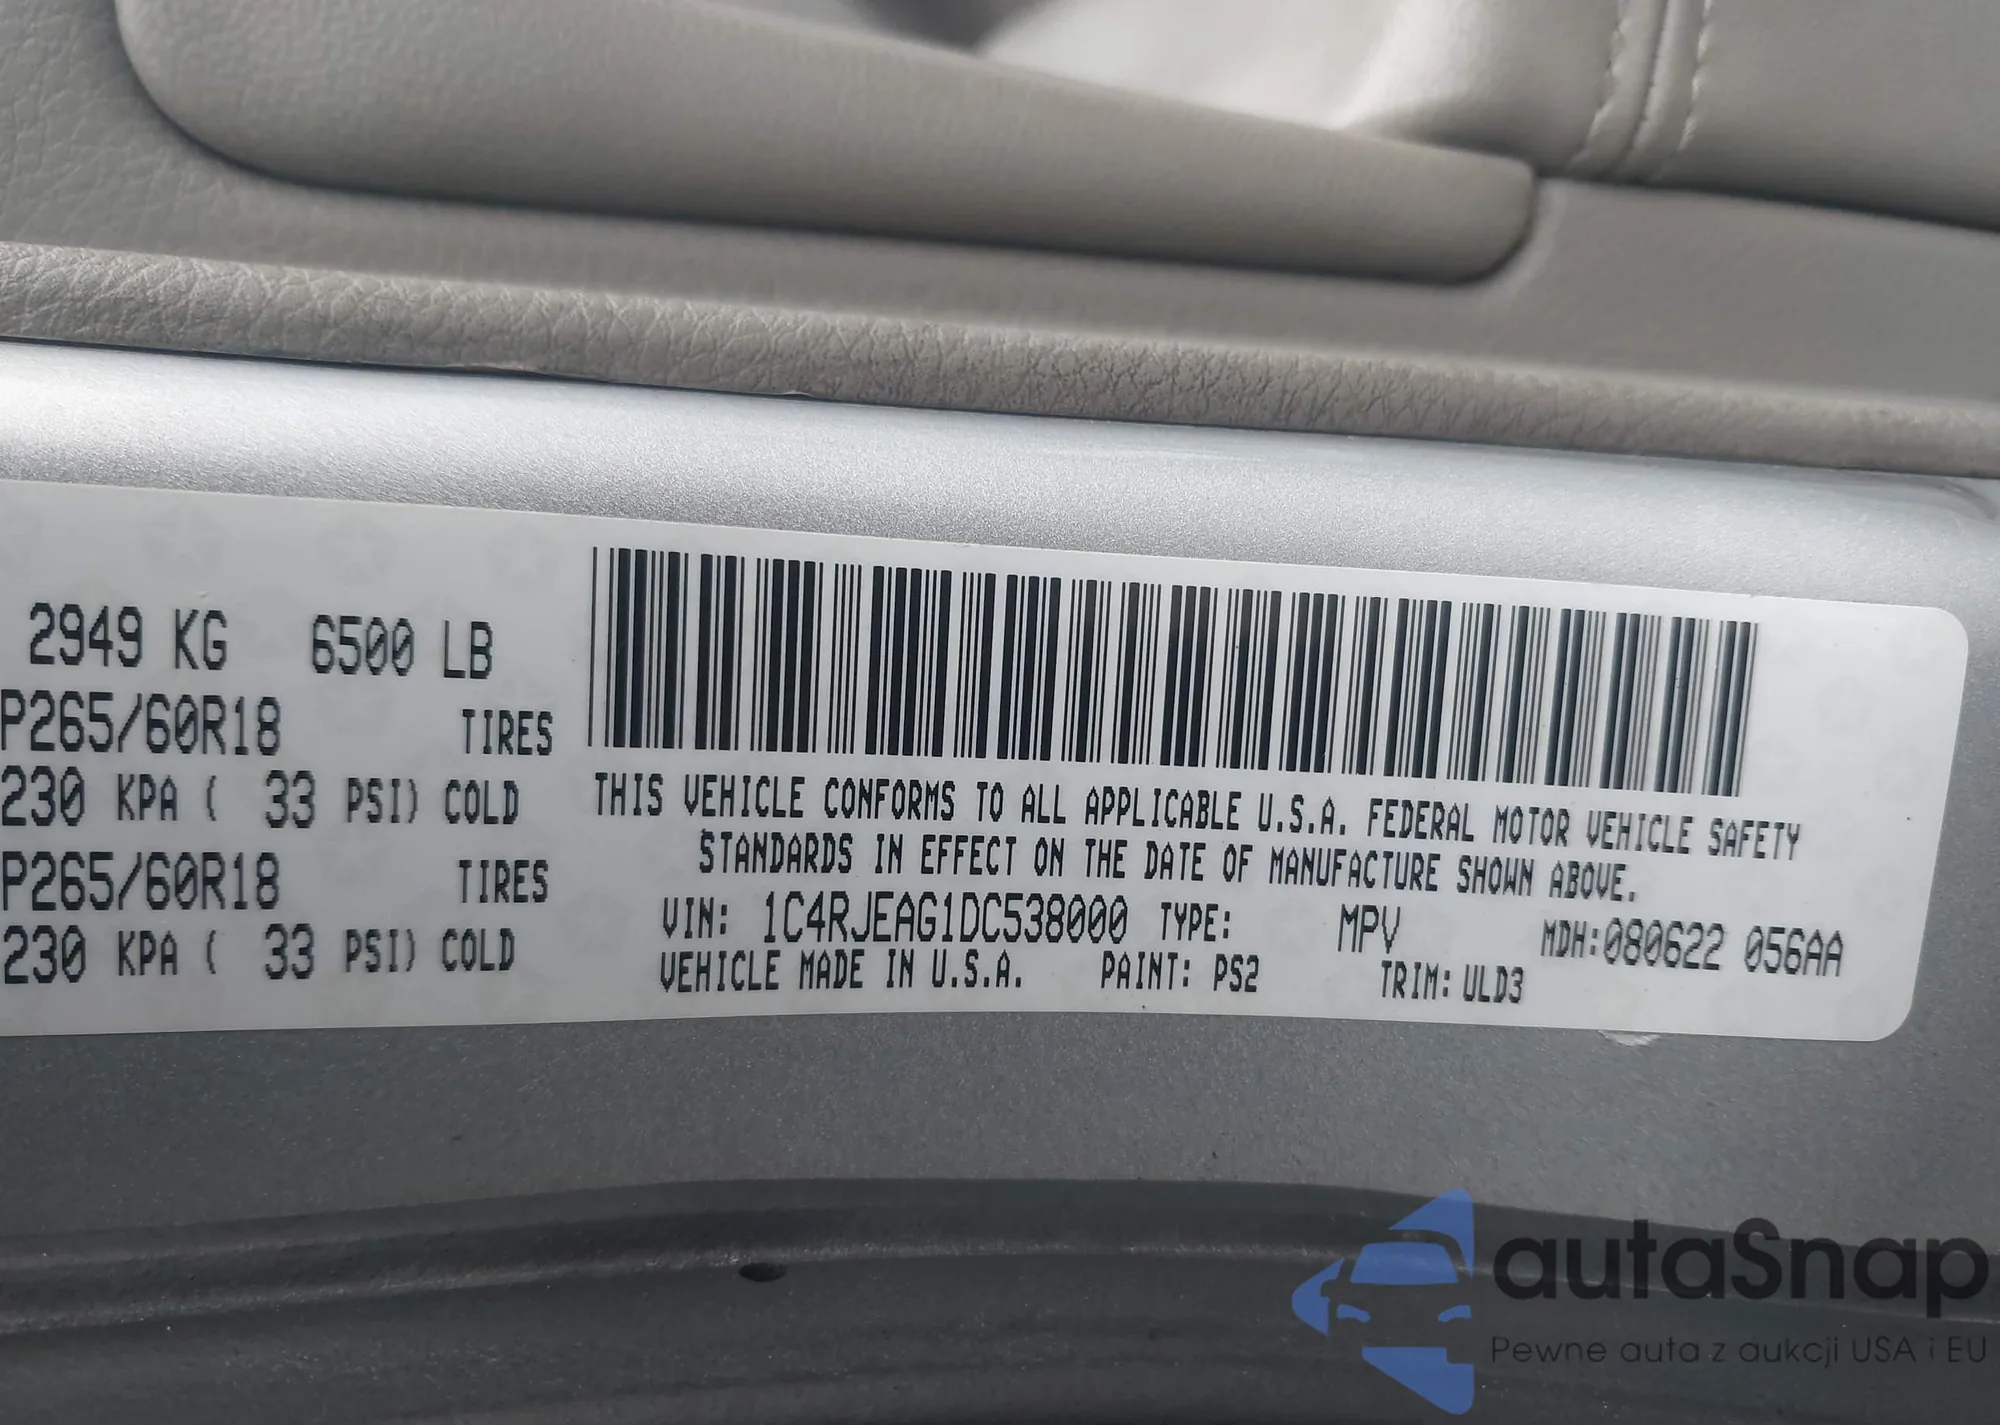 2949 KG 6500 LB
P265/60R18 TIRES
230 KPA ( 33 PSI) COLD
P265/60R18 TIRES
230 KPA ( 33 PSI) COLD
THIS VEHICLE CONFORMS TO ALL APPLICABLE U.S.A. FEDERAL MOTOR VEHICLE SAFETY
STANDARDS IN EFFECT ON THE DATE OF MANUFACTURE SHOWN ABOVE.
VIN: 1C4RJEAG1DC538000 TYPE: MPV MDH:080622 056AA
VEHICLE MADE IN U.S.A. PAINT: PS2 TRIM: ULD3
autaSnap
Pewne auta z aukcji USA i EU